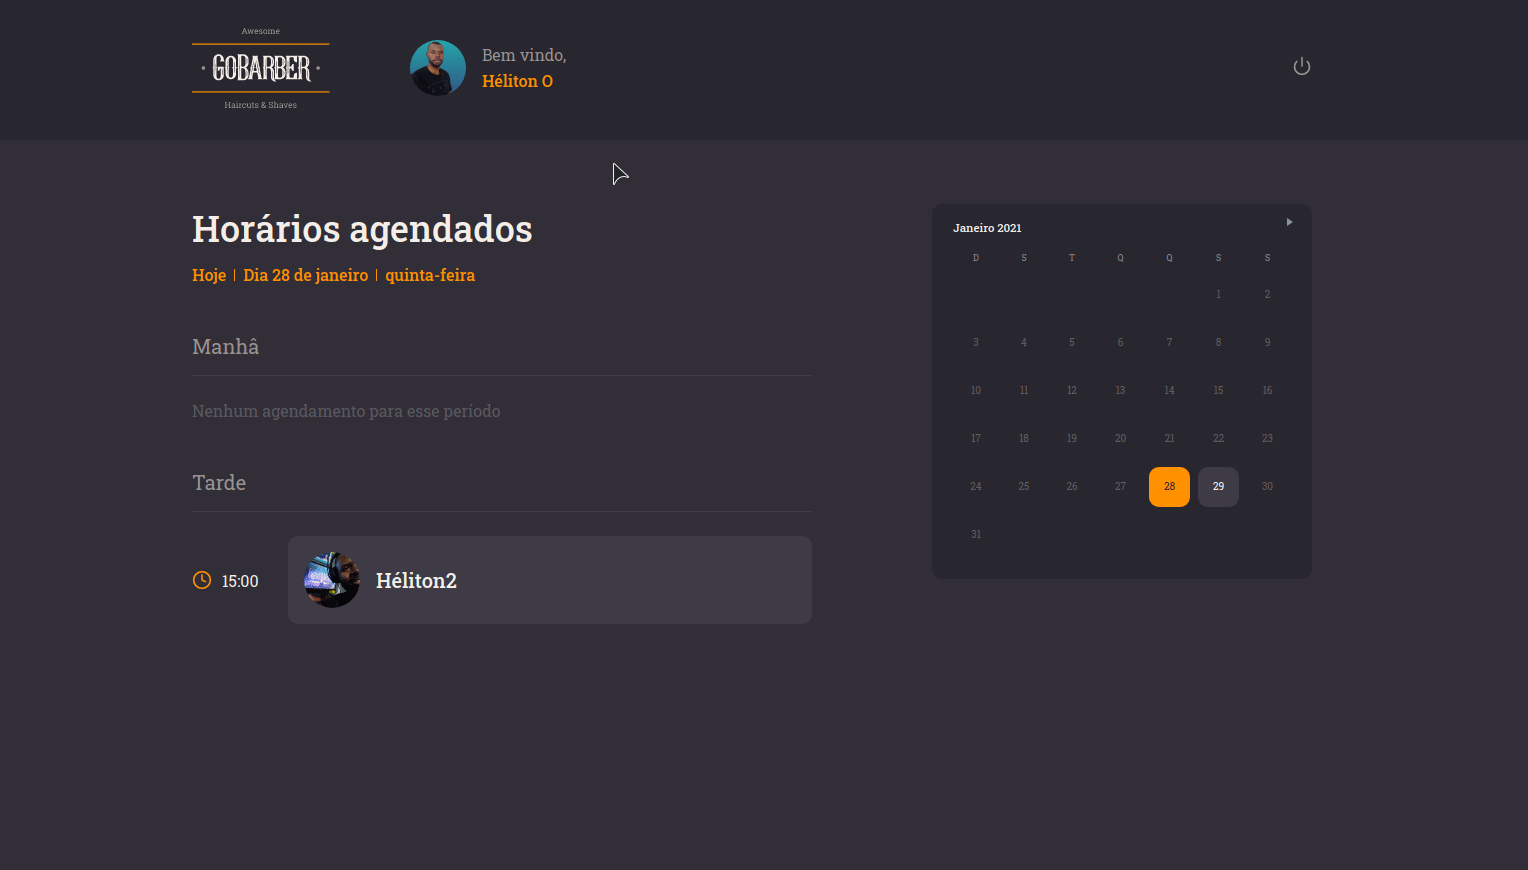 Awesome
GOBARBER
Haircuts & Shaves
Bem vindo,
Héliton O
Horários agendados
Hoje | Dia 28 de janeiro | quinta-feira
Manhâ
Nenhum agendamento para esse período
Tarde
15:00 Héliton2
Janeiro 2021
D S T Q Q S S
1 2
3 4 5 6 7 8 9
10 11 12 13 14 15 16
17 18 19 20 21 22 23
24 25 26 27 28 29 30
31